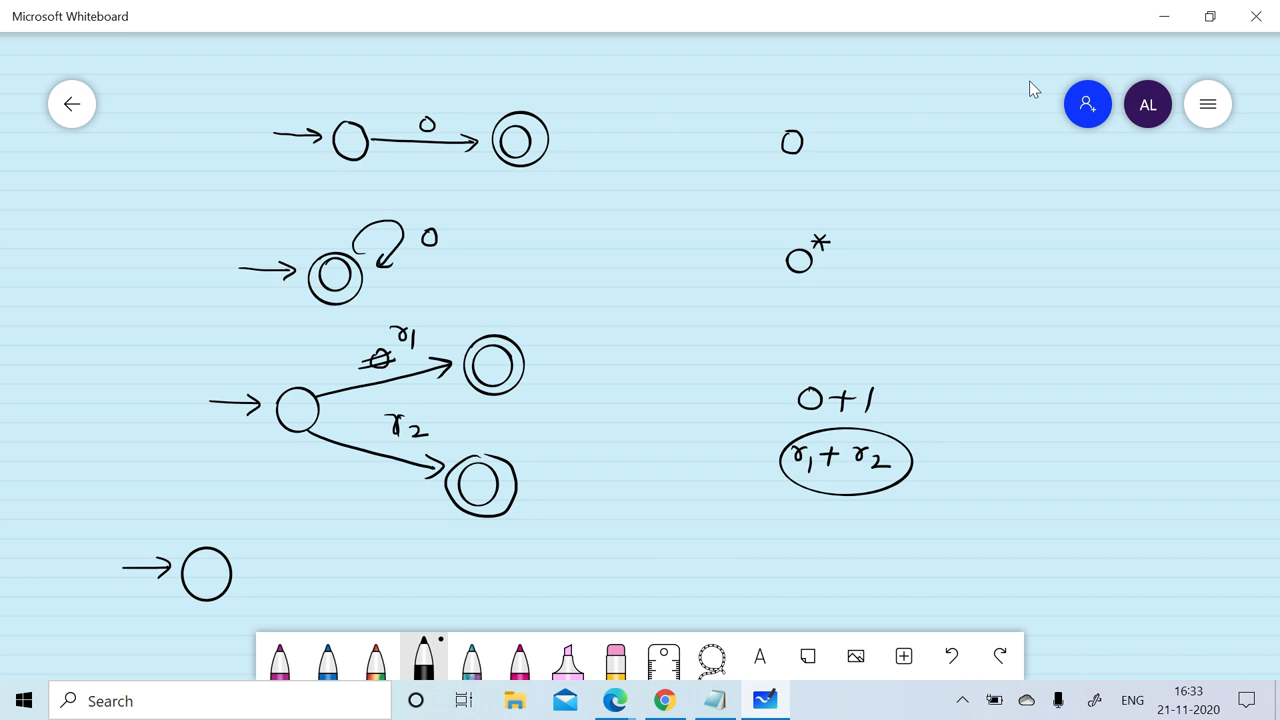 Microsoft Whiteboard
AL
0
0
0
0*
r1
0
r2
0+1
r1 + r2
A
Search
ENG
16:33
21-11-2020